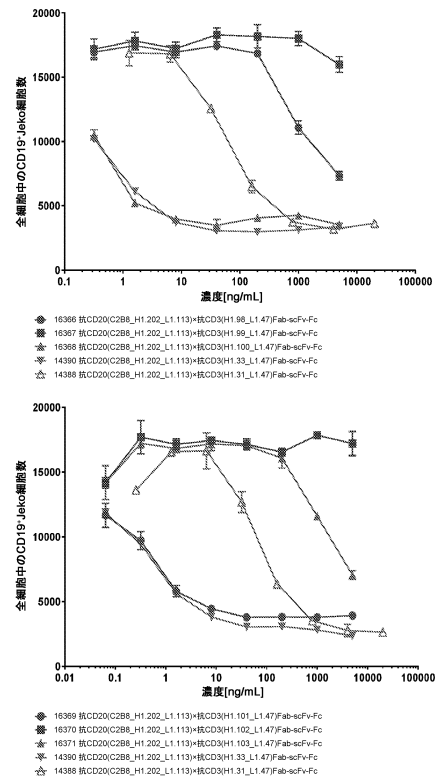 20000
15000
10000
5000
0
全細胞中のCD19⁺Jeko細胞数
0.1
1
10
100
1000
10000
100000
濃度[ng/mL]
16366 抗CD20(C2B8_H1.202_L1.113)×抗CD3(H1.98_L1.47)Fab-scFv-Fc
16367 抗CD20(C2B8_H1.202_L1.113)×抗CD3(H1.99_L1.47)Fab-scFv-Fc
16368 抗CD20(C2B8_H1.202_L1.113)×抗CD3(H1.100_L1.47)Fab-scFv-Fc
14390 抗CD20(C2B8_H1.202_L1.113)×抗CD3(H1.33_L1.47)Fab-scFv-Fc
14388 抗CD20(C2B8_H1.202_L1.113)×抗CD3(H1.31_L1.47)Fab-scFv-Fc
20000
15000
10000
5000
0
全細胞中のCD19⁺Jeko細胞数
0.01
0.1
1
10
100
1000
10000
100000
濃度[ng/mL]
16369 抗CD20(C2B8_H1.202_L1.113)×抗CD3(H1.101_L1.47)Fab-scFv-Fc
16370 抗CD20(C2B8_H1.202_L1.113)×抗CD3(H1.102_L1.47)Fab-scFv-Fc
16371 抗CD20(C2B8_H1.202_L1.113)×抗CD3(H1.103_L1.47)Fab-scFv-Fc
14390 抗CD20(C2B8_H1.202_L1.113)×抗CD3(H1.33_L1.47)Fab-scFv-Fc
14388 抗CD20(C2B8_H1.202_L1.113)×抗CD3(H1.31_L1.47)Fab-scFv-Fc